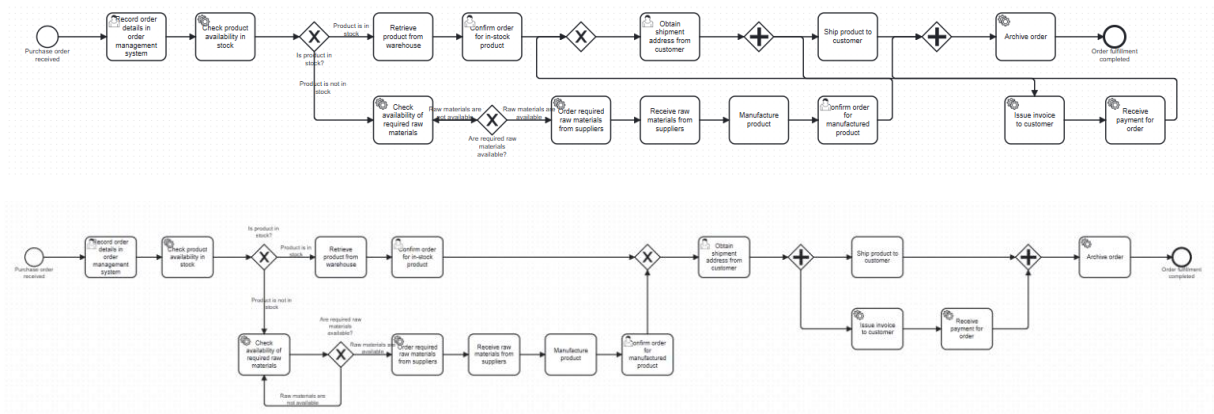 Record order
details in
order
management
system
Check product
availability in
stock
Product is in
stock
Retrieve
product from
warehouse
Confirm order
for in-stock
product
Obtain
shipment
address from
customer
Ship product to
customer
Archive order
Purchase order
received
Is product in
stock?
Order fulfillment
completed
Product is not in
stock
Check
availability of
required raw
materials
Raw materials are
not available
Raw materials are
available
Order required
raw materials
from suppliers
Receive raw
materials from
suppliers
Manufacture
product
Confirm order
for
manufactured
product
Issue invoice
to customer
Receive
payment for
order
Are required raw
materials
available?
Is product in
stock?
Record order
details in
order
management
system
Check product
availability in
stock
Product is in
stock
Retrieve
product from
warehouse
Confirm order
for in-stock
product
Obtain
shipment
address from
customer
Ship product to
customer
Archive order
Purchase order
received
Order fulfillment
completed
Product is not in
stock
Are required raw
materials
available?
Check
availability of
required raw
materials
Raw materials are
available
Order required
raw materials
from suppliers
Receive raw
materials from
suppliers
Manufacture
product
Confirm order
for
manufactured
product
Issue invoice
to customer
Receive
payment for
order
Raw materials are
not available